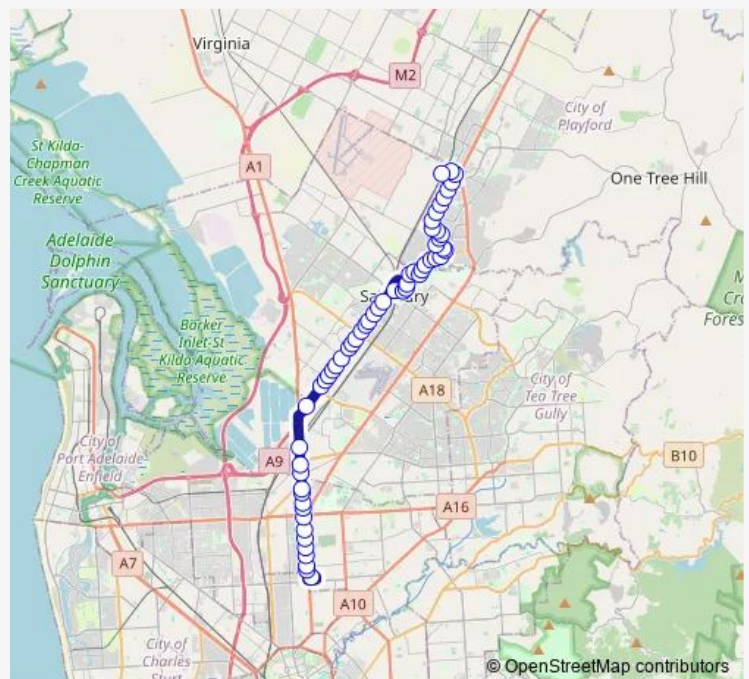 Virginia
M2
City of
Playford
St Kilda-
Chapman
Creek Aquatic
Reserve
A1
One Tree Hill
Adelaide
Dolphin
Sanctuary
Barker
Inlet-St
Kilda Aquatic
Reserve
A18
City of
Tea Tree
Gully
City of
Port Adelaide
Enfield
A9
B10
A16
A7
A10
City of
Charles
© OpenStreetMap contributors